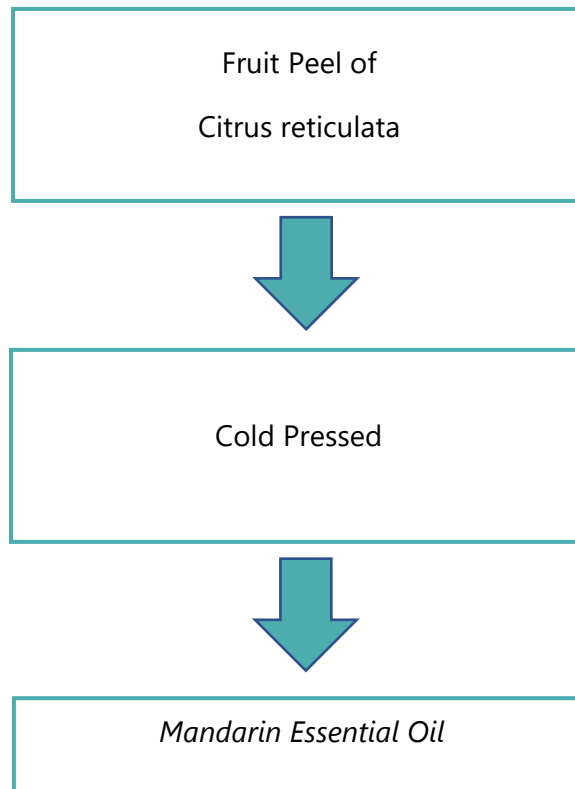 Fruit Peel of
Citrus reticulata
Cold Pressed
Mandarin Essential Oil